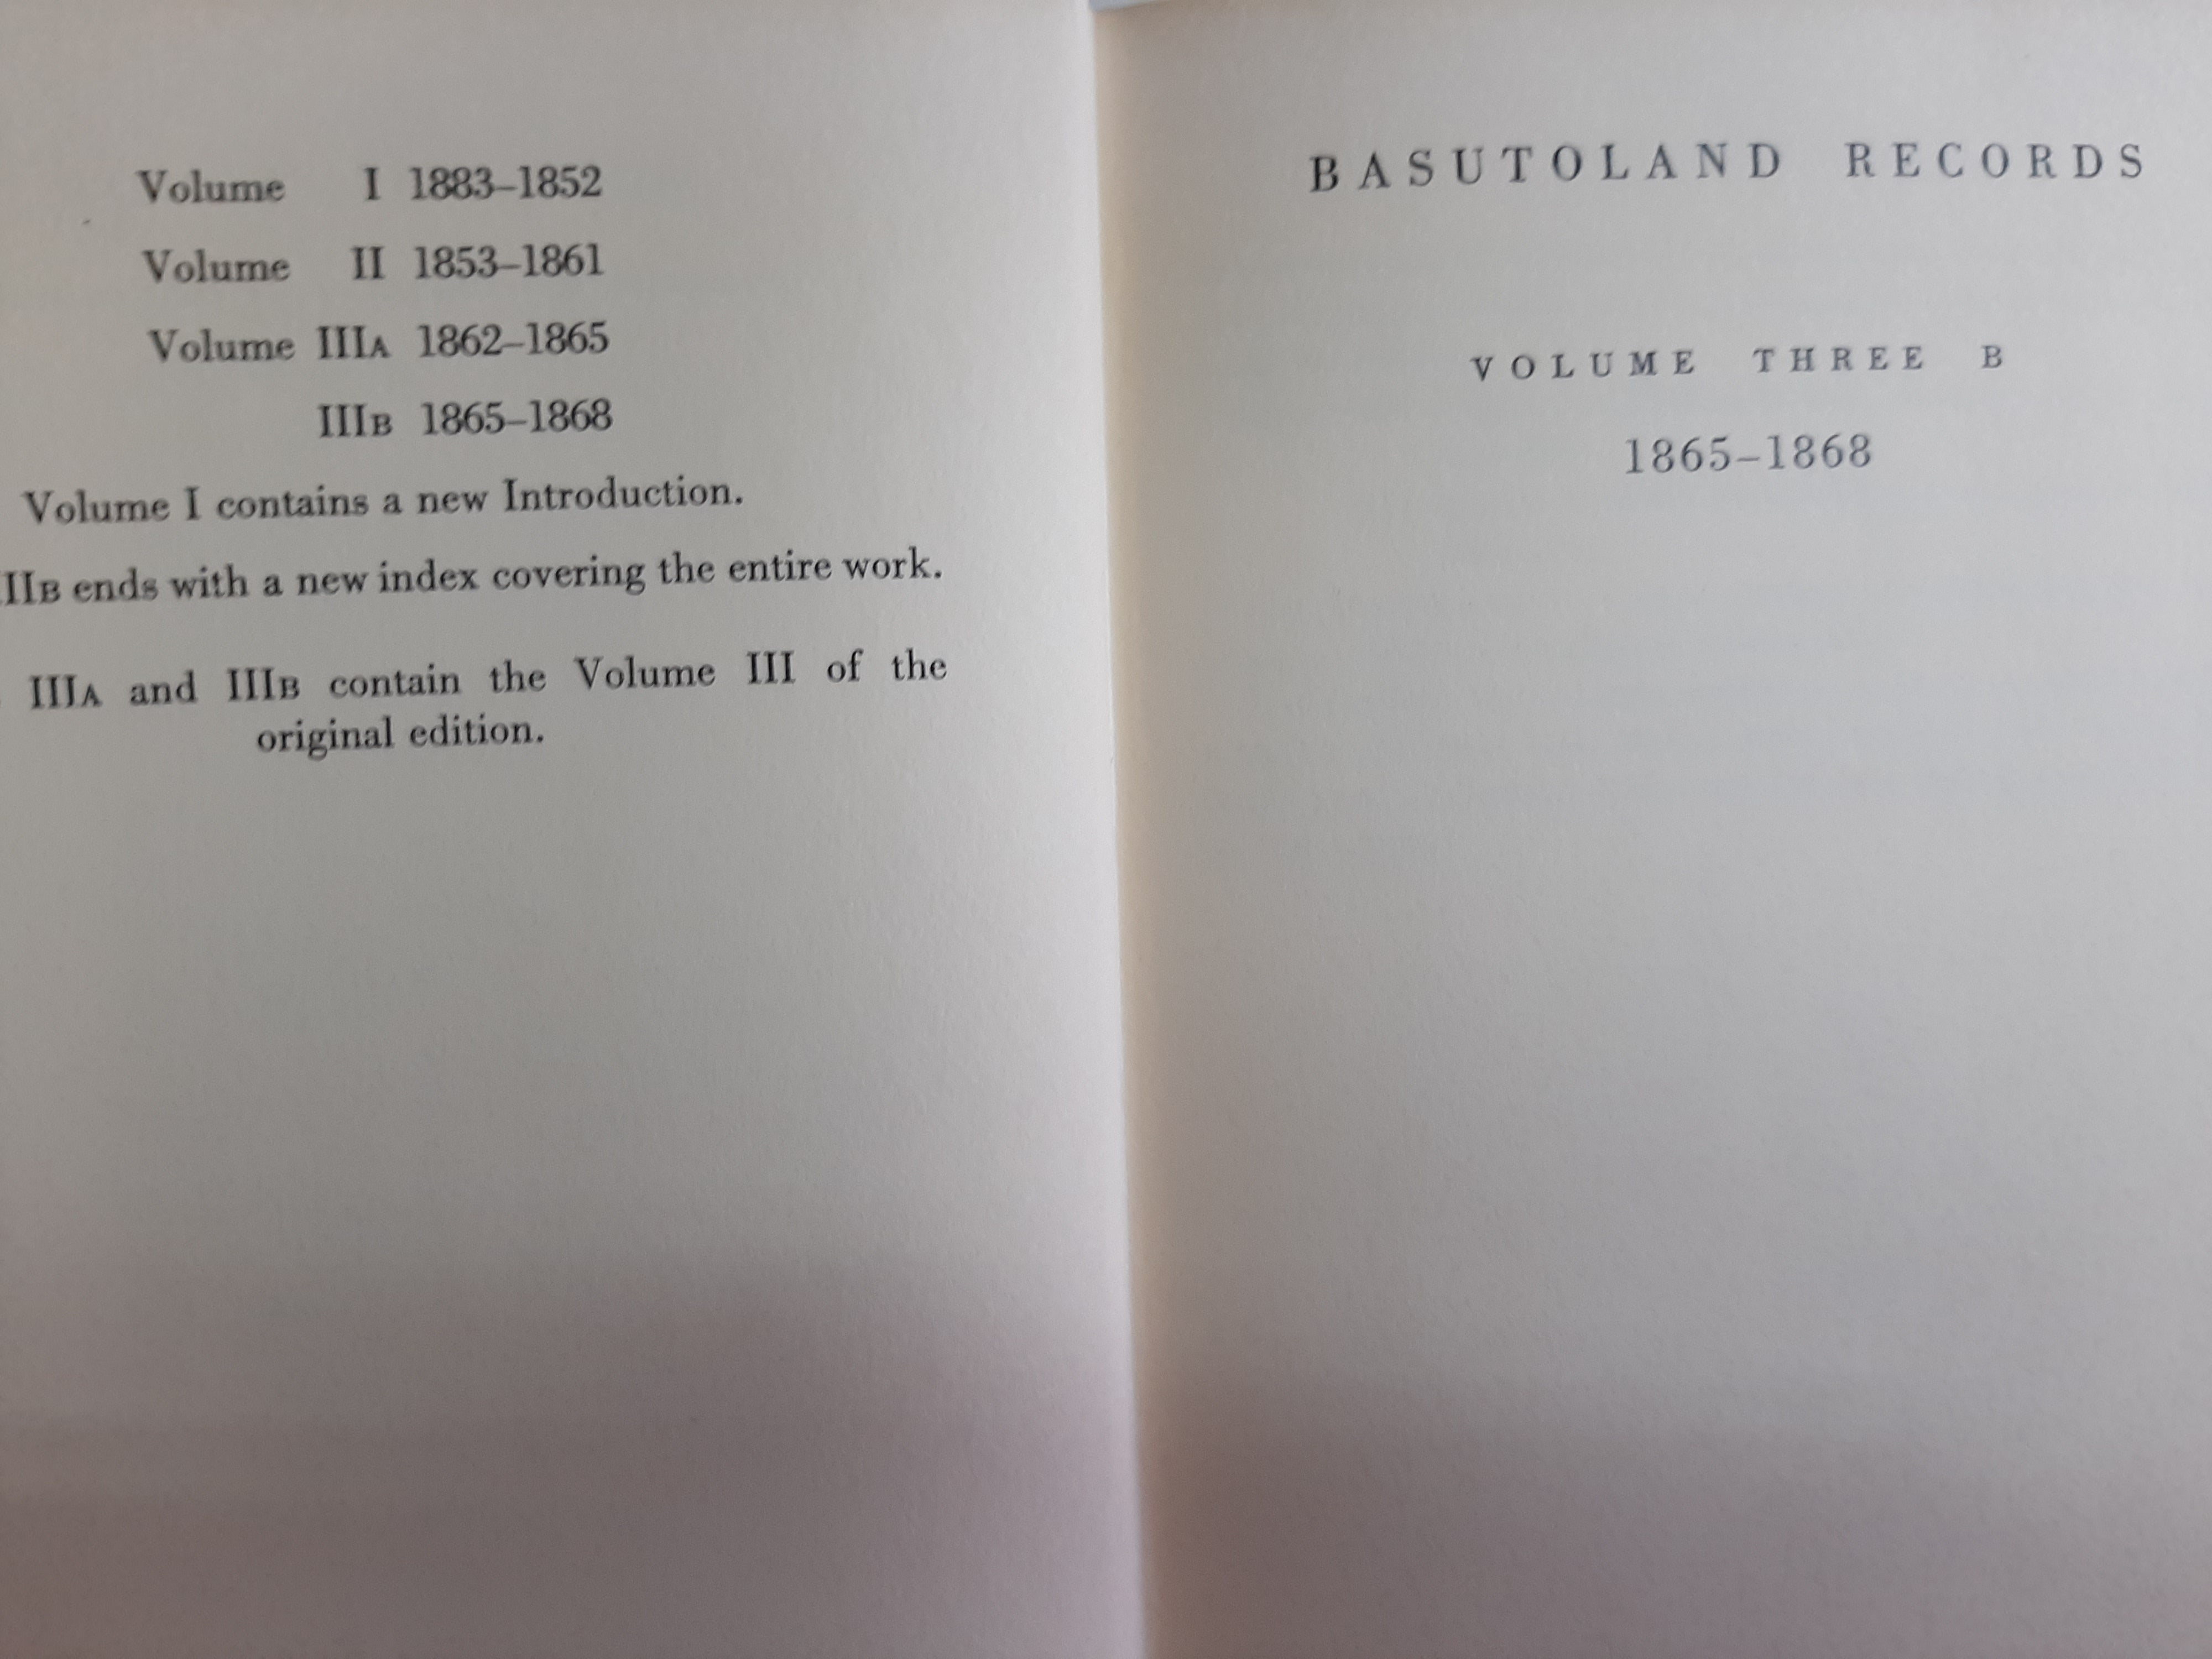 Volume I 1883–1852
Volume II 1853–1861
Volume IIIA 1862–1865
IIIB 1865–1868
Volume I contains a new Introduction.
IIB ends with a new index covering the entire work.
IIIA and IIIB contain the Volume III of the
original edition.
BASUTOLAND RECORDS
VOLUME THREE B
1865–1868